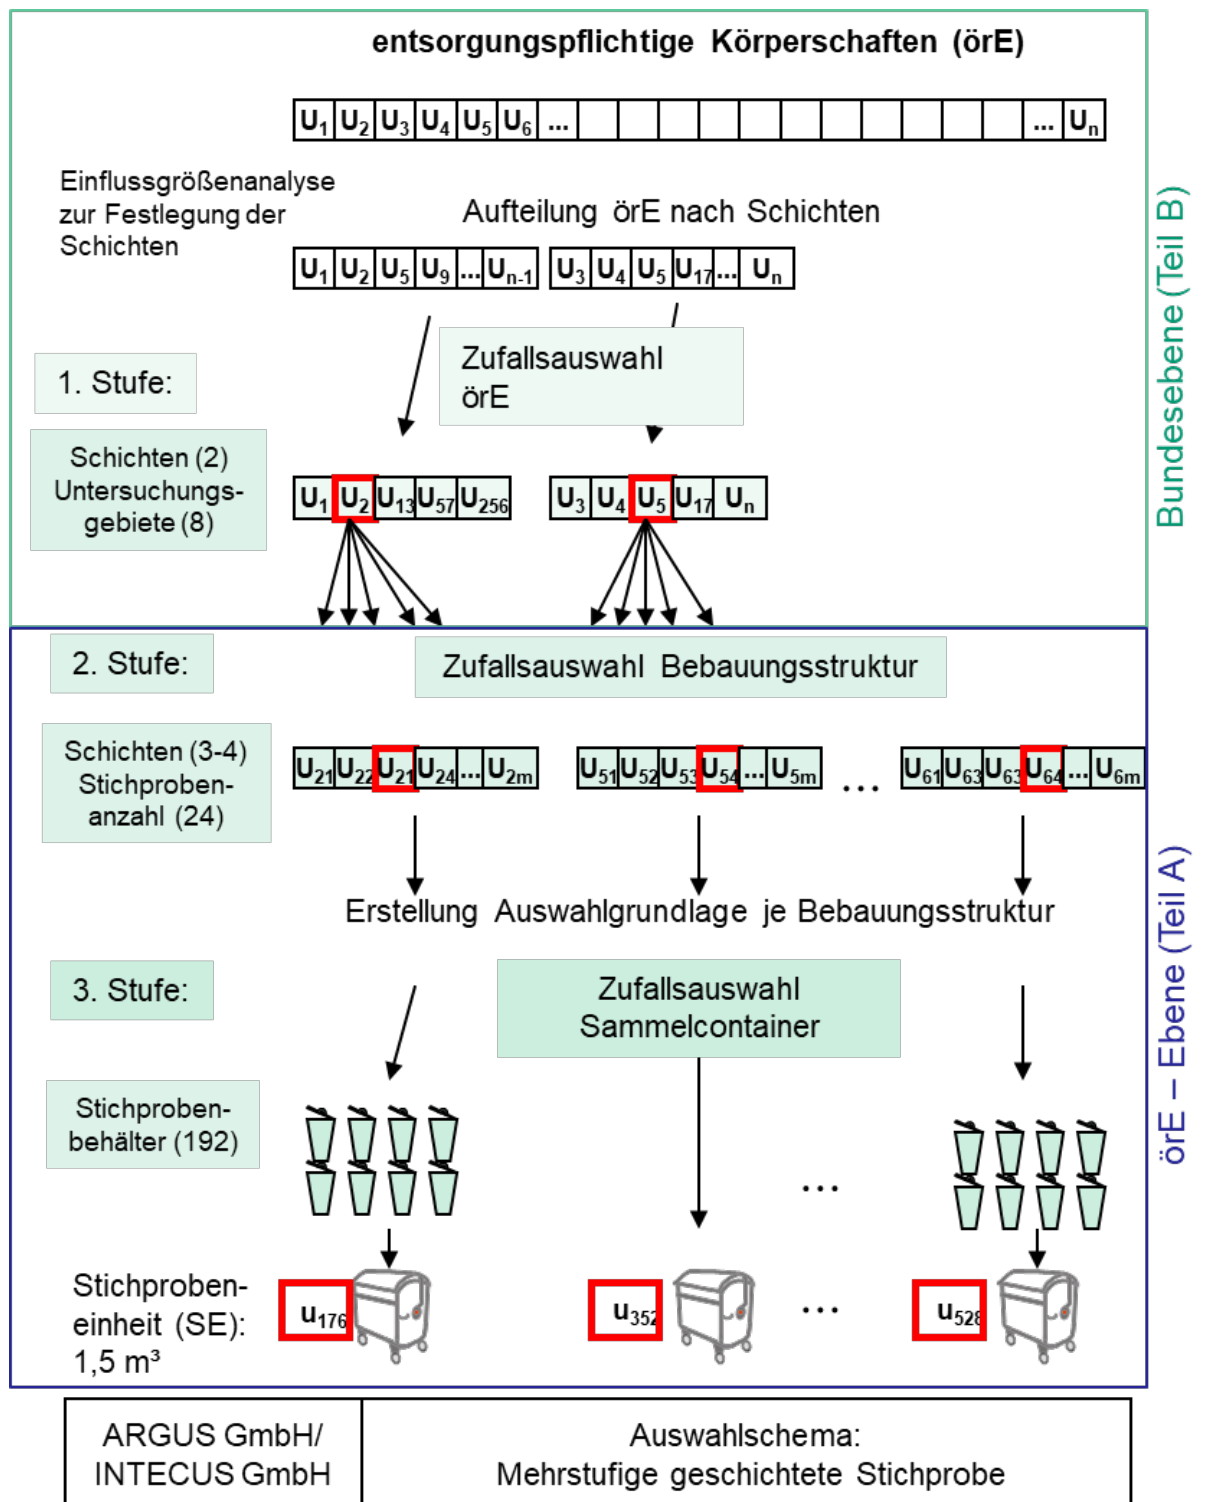 entsorgungspflichtige Körperschaften (örE)
U1 U2 U3 U4 U5 U6 ... ... Un
Einflussgrößenanalyse
zur Festlegung der
Schichten
Aufteilung örE nach Schichten
U1 U2 U5 U9 ... Un-1 U3 U4 U5 U17 ... Un
Zufallsauswahl
örE
1. Stufe:
Schichten (2)
Untersuchungs-
gebiete (8)
U1 U2 U13 U57 U256 U3 U4 U5 U17 Un
Bundesebene (Teil B)
2. Stufe:
Zufallsauswahl Bebauungsstruktur
Schichten (3-4)
Stichproben-
anzahl (24)
U21 U22 U21 U24 ... U2m U51 U52 U53 U54 ... U5m ... U61 U63 U63 U64 ... U6m
Erstellung Auswahlgrundlage je Bebauungsstruktur
3. Stufe:
Zufallsauswahl
Sammelcontainer
Stichproben-
behälter (192)
...
Stichproben-
einheit (SE):
1,5 m³
u176 u352 ... u528
örE – Ebene (Teil A)
ARGUS GmbH/
INTECUS GmbH
Auswahlschema:
Mehrstufige geschichtete Stichprobe